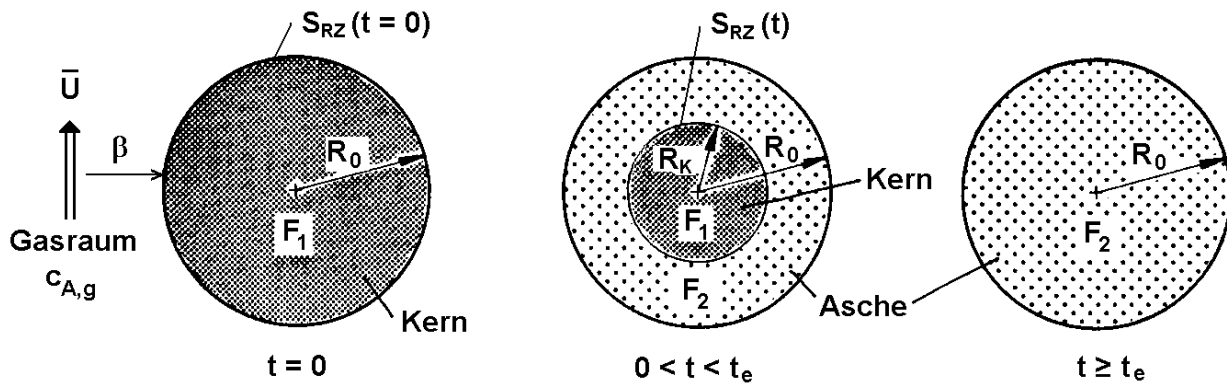 S_RZ (t = 0)
Ū
β
R_0
F_1
Gasraum
c_A,g
Kern
t = 0
S_RZ (t)
R_K
R_0
Kern
F_1
F_2
Asche
0 < t < t_e
R_0
F_2
t ≥ t_e